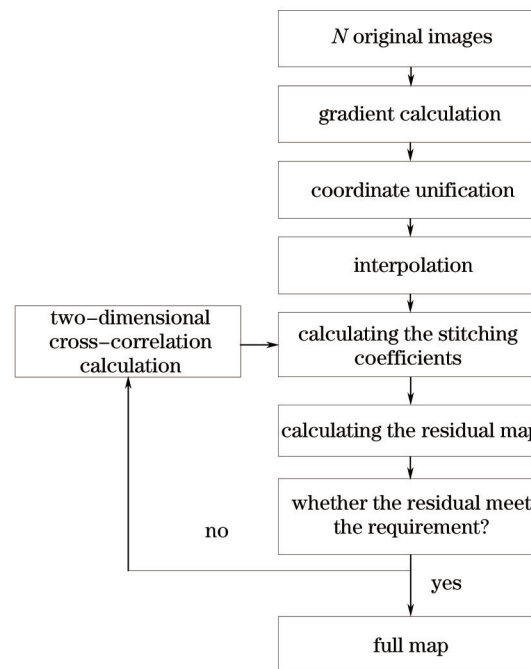 N original images
gradient calculation
coordinate unification
interpolation
two-dimensional
cross-correlation
calculation
calculating the stitching
coefficients
calculating the residual map
whether the residual meet
the requirement?
no
yes
full map